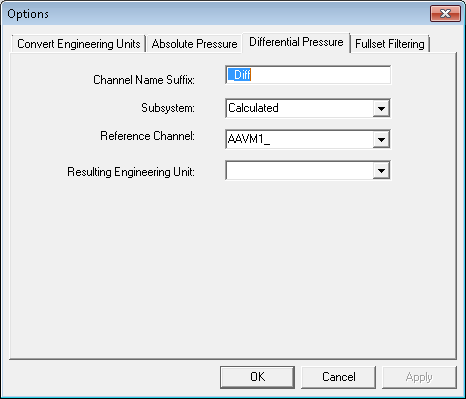 Options
Convert Engineering Units Absolute Pressure Differential Pressure Fullset Filtering
Channel Name Suffix: _Diff
Subsystem: Calculated
Reference Channel: AAVM1_
Resulting Engineering Unit:
OK Cancel Apply